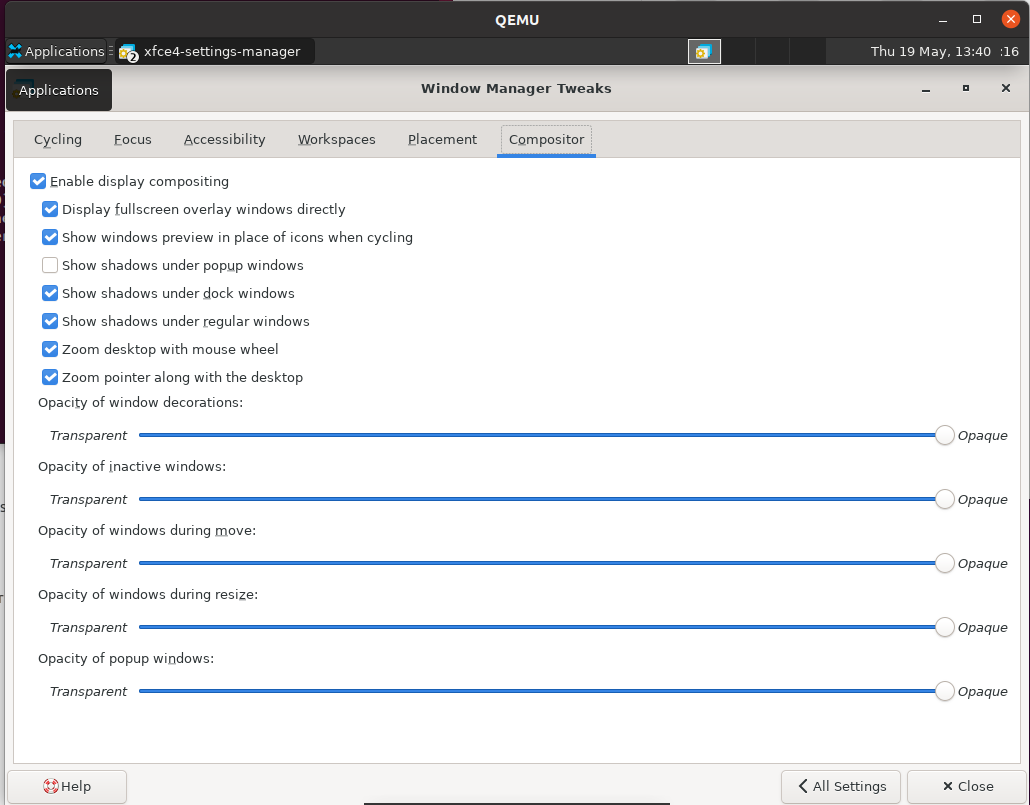 QEMU
Applications
2
xfce4-settings-manager
Thu 19 May, 13:40 :16
Applications
Window Manager Tweaks
Cycling Focus Accessibility Workspaces Placement Compositor
Enable display compositing
Display fullscreen overlay windows directly
Show windows preview in place of icons when cycling
Show shadows under popup windows
Show shadows under dock windows
Show shadows under regular windows
Zoom desktop with mouse wheel
Zoom pointer along with the desktop
Opacity of window decorations:
Transparent Opaque
Opacity of inactive windows:
Transparent Opaque
Opacity of windows during move:
Transparent Opaque
Opacity of windows during resize:
Transparent Opaque
Opacity of popup windows:
Transparent Opaque
Help All Settings Close